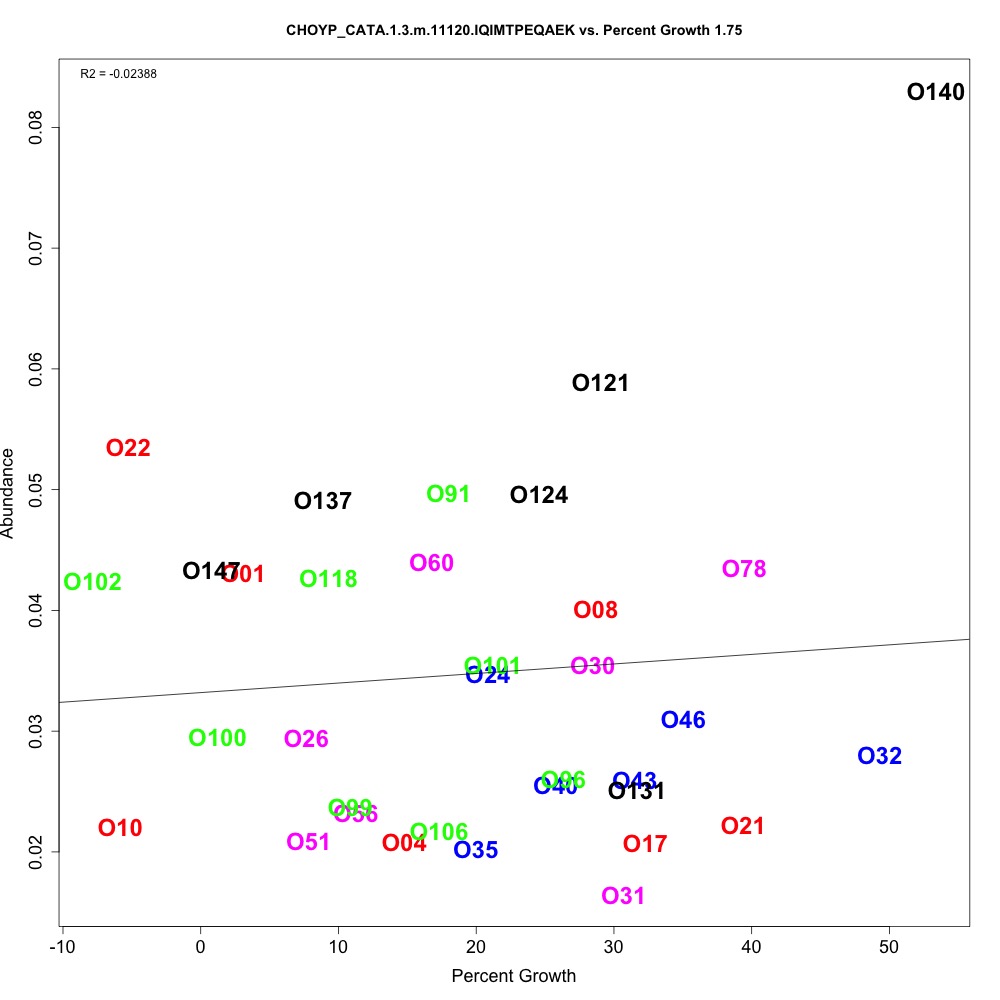 CHOYP_CATA.1.3.m.11120.IQIMTPEQAEK vs. Percent Growth 1.75
R2 = -0.02388
O140
0.08
0.07
0.06
O121
O22
0.05
O137
O91
O124
Abundance
O60
O78
O147
O01
O102
O118
0.04
O08
O101
O30
O24
0.03
O46
O100
O26
O32
O96
O43
O40
O131
O99
O56
O10
O106
O21
O51
O04
O17
0.02
O35
O31
-10 0 10 20 30 40 50
Percent Growth